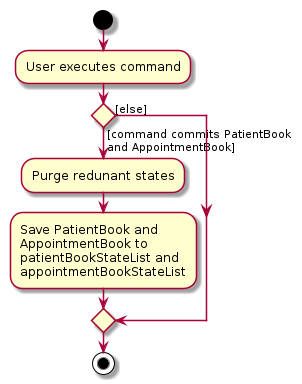 User executes command
[else]
[command commits PatientBook
and AppointmentBook]
Purge redunant states
Save PatientBook and
AppointmentBook to
patientBookStateList and
appointmentBookStateList